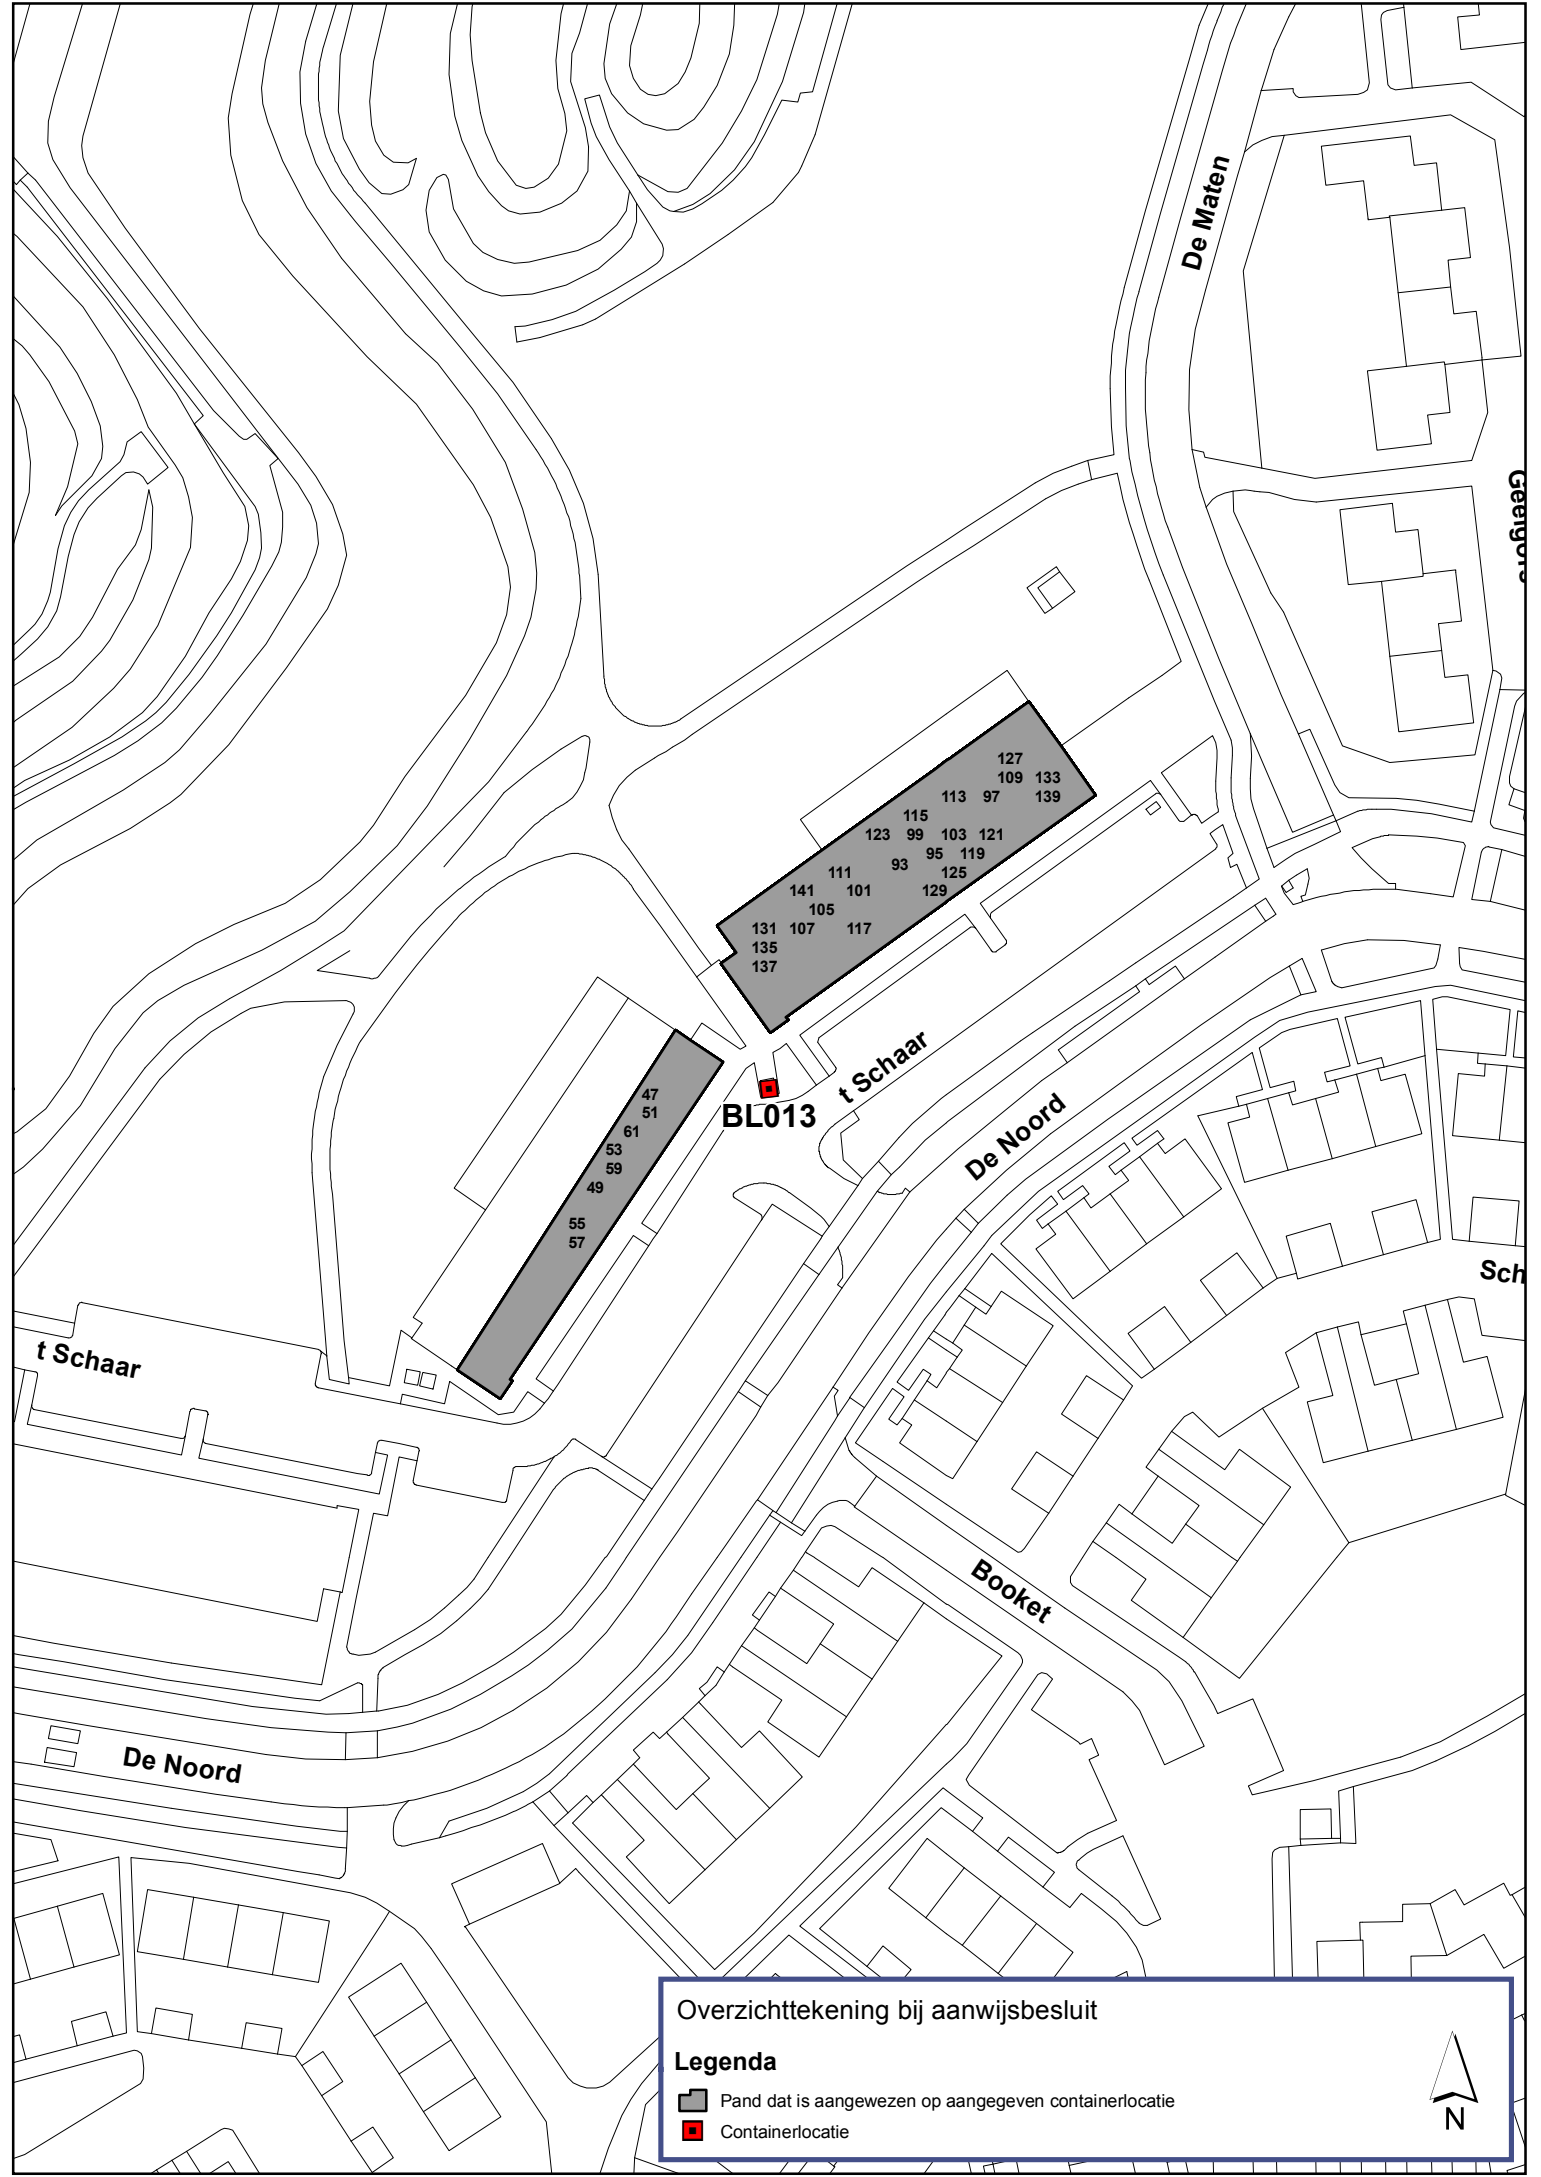 De Maten
Geelgors
127
109 133
113 97 139
115
123 99 103 121
95 119
93
111 125
141 101 129
105
131 107 117
135
137
t Schaar
47
BL013
51
De Noord
61
53
59
49
55
57
Sch
t Schaar
Booket
De Noord
Overzichttekening bij aanwijsbesluit
Legenda
Pand dat is aangewezen op aangegeven containerlocatie
Containerlocatie
N